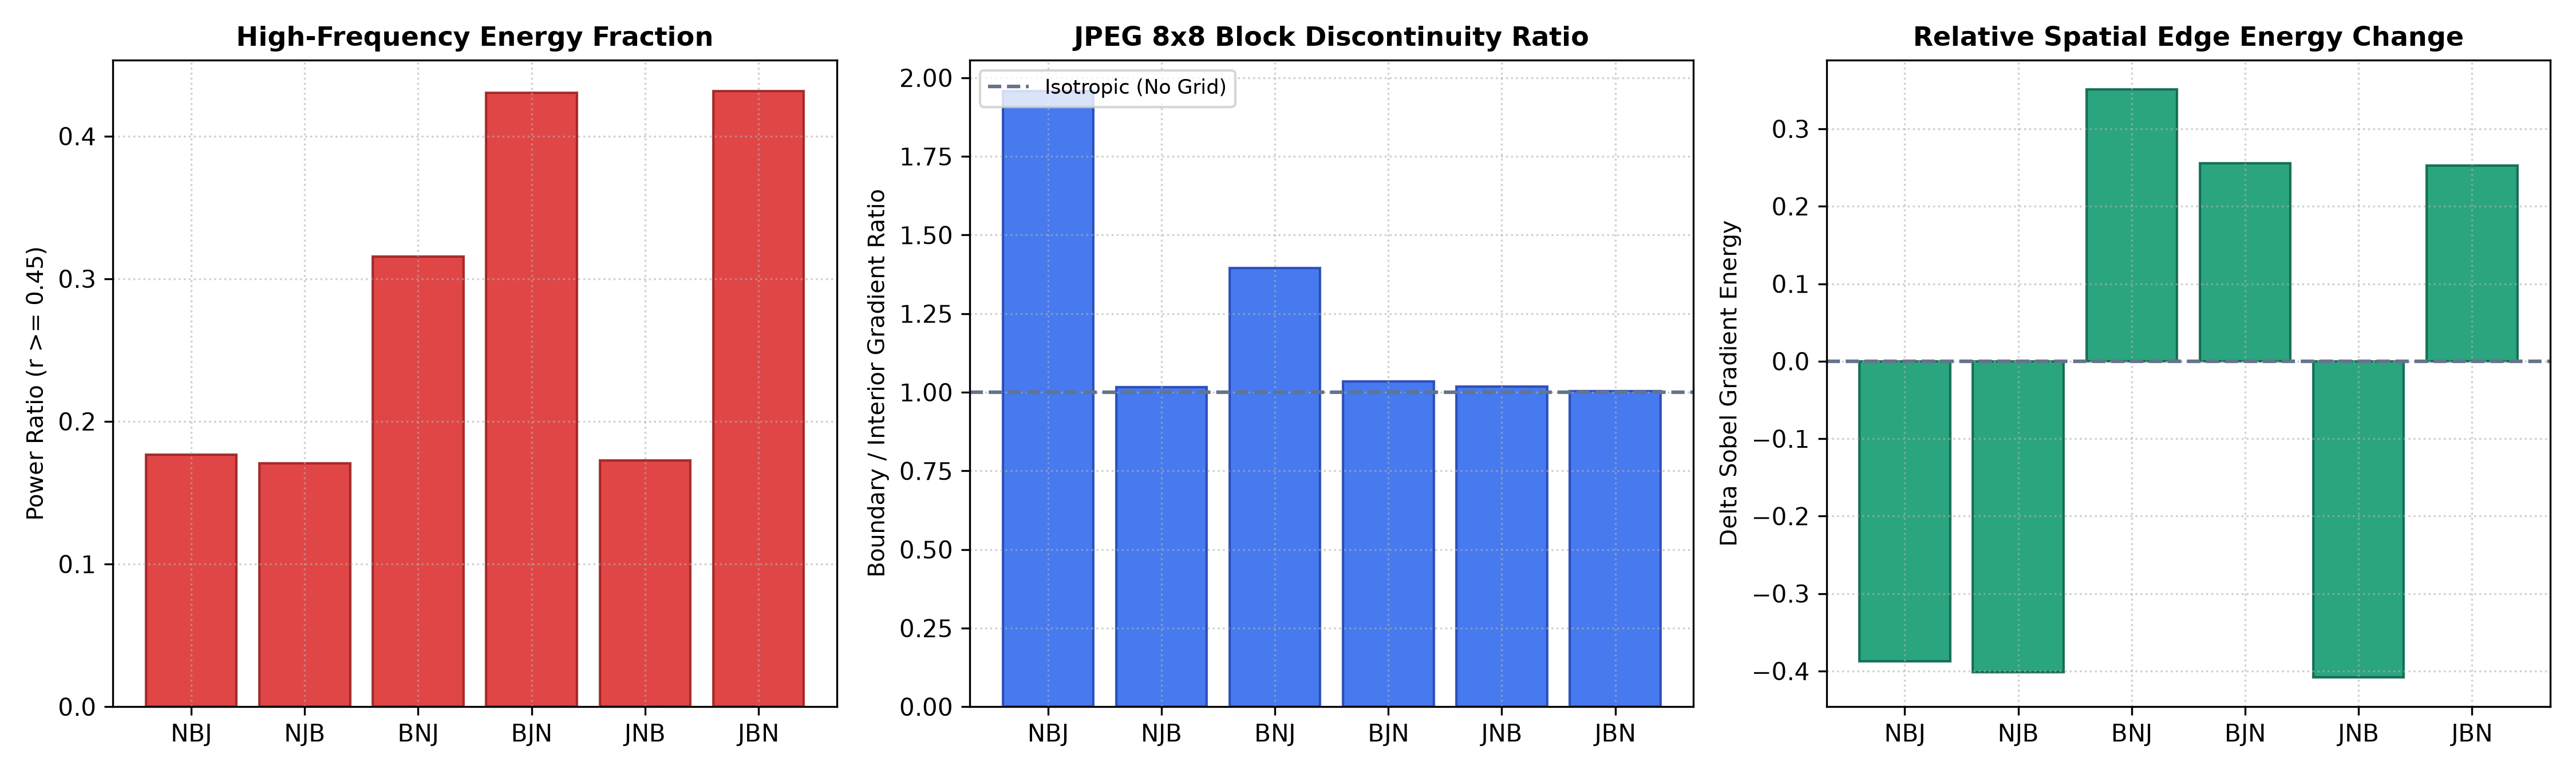 High-Frequency Energy Fraction
Power Ratio (r >= 0.45)
0.4
0.3
0.2
0.1
0.0
NBJ NJB BNJ BJN JNB JBN
JPEG 8x8 Block Discontinuity Ratio
Boundary / Interior Gradient Ratio
Isotropic (No Grid)
2.00
1.75
1.50
1.25
1.00
0.75
0.50
0.25
0.00
NBJ NJB BNJ BJN JNB JBN
Relative Spatial Edge Energy Change
Delta Sobel Gradient Energy
0.3
0.2
0.1
0.0
−0.1
−0.2
−0.3
−0.4
NBJ NJB BNJ BJN JNB JBN